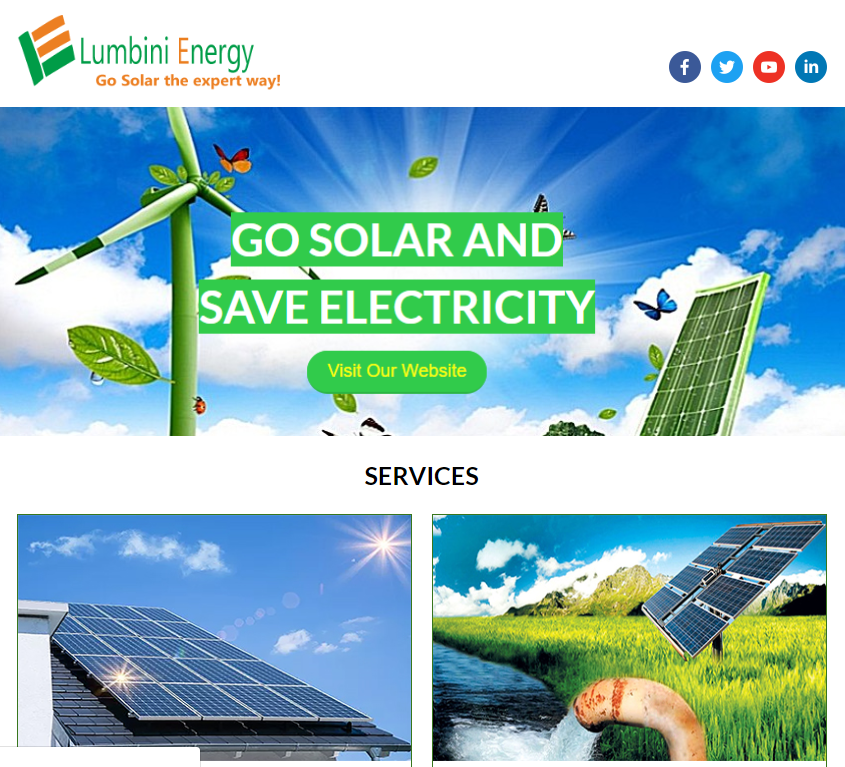 Lumbini Energy
Go Solar the expert way!
GO SOLAR AND
SAVE ELECTRICITY
Visit Our Website
SERVICES